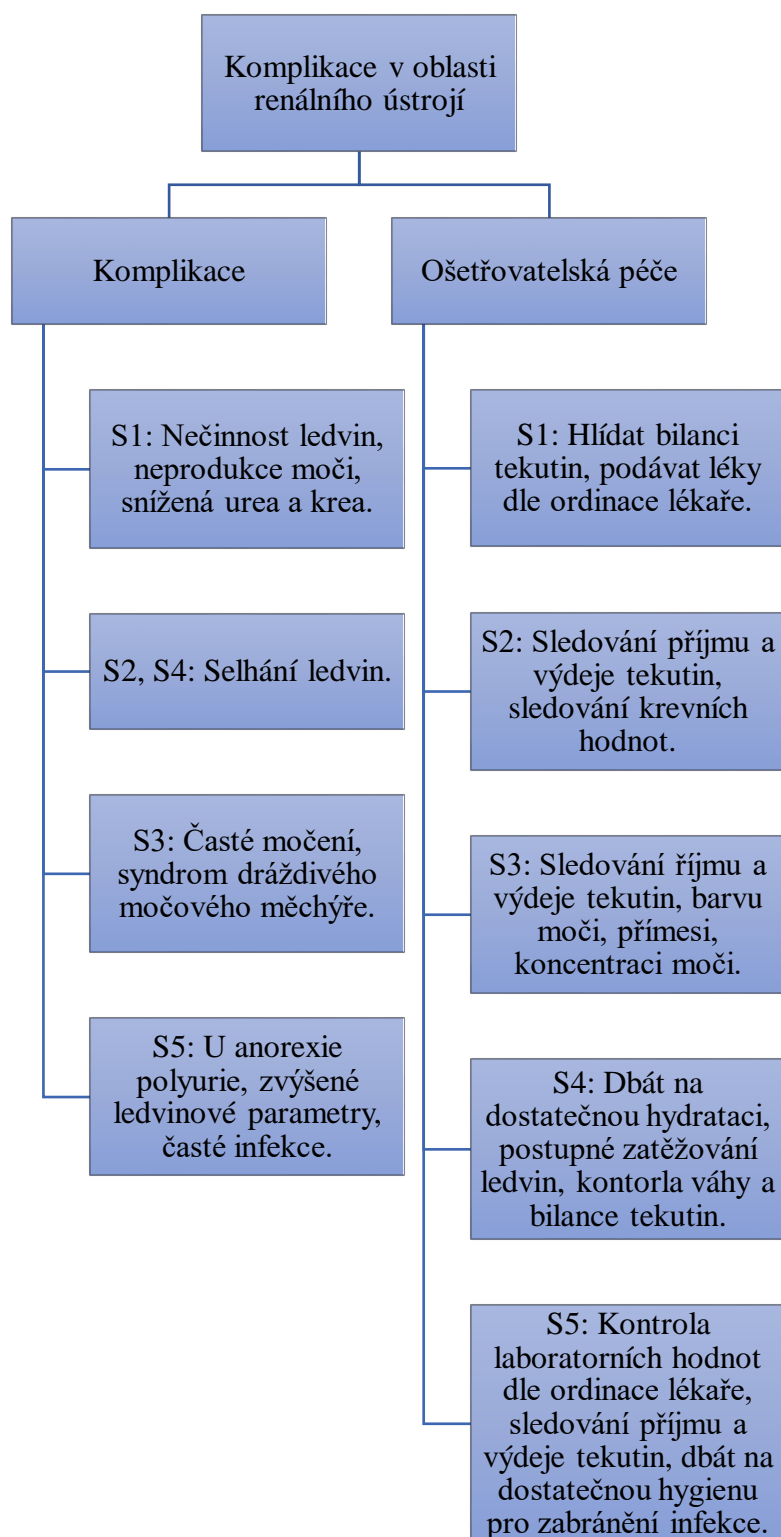 Komplikace v oblasti
renálního ústrojí
Komplikace
S1: Nečinnost ledvin,
neprodukce moči,
snížená urea a krea.
S2, S4: Selhání ledvin.
S3: Časté močení,
syndrom dráždivého
močového měchýře.
S5: U anorexie
polyurie, zvýšené
ledvinové parametry,
časté infekce.
Ošetřovatelská péče
S1: Hlídat bilanci
tekutin, podávat léky
dle ordinace lékaře.
S2: Sledování příjmu a
výdeje tekutin,
sledování krevních
hodnot.
S3: Sledování říjmu a
výdeje tekutin, barvu
moči, přímesi,
koncentraci moči.
S4: Dbát na
dostatečnou hydrataci,
postupné zatěžování
ledvin, kontorla váhy a
bilance tekutin.
S5: Kontrola
laboratorních hodnot
dle ordinace lékaře,
sledování příjmu a
výdeje tekutin, dbát na
dostatečnou hygienu
pro zabránění infekce.